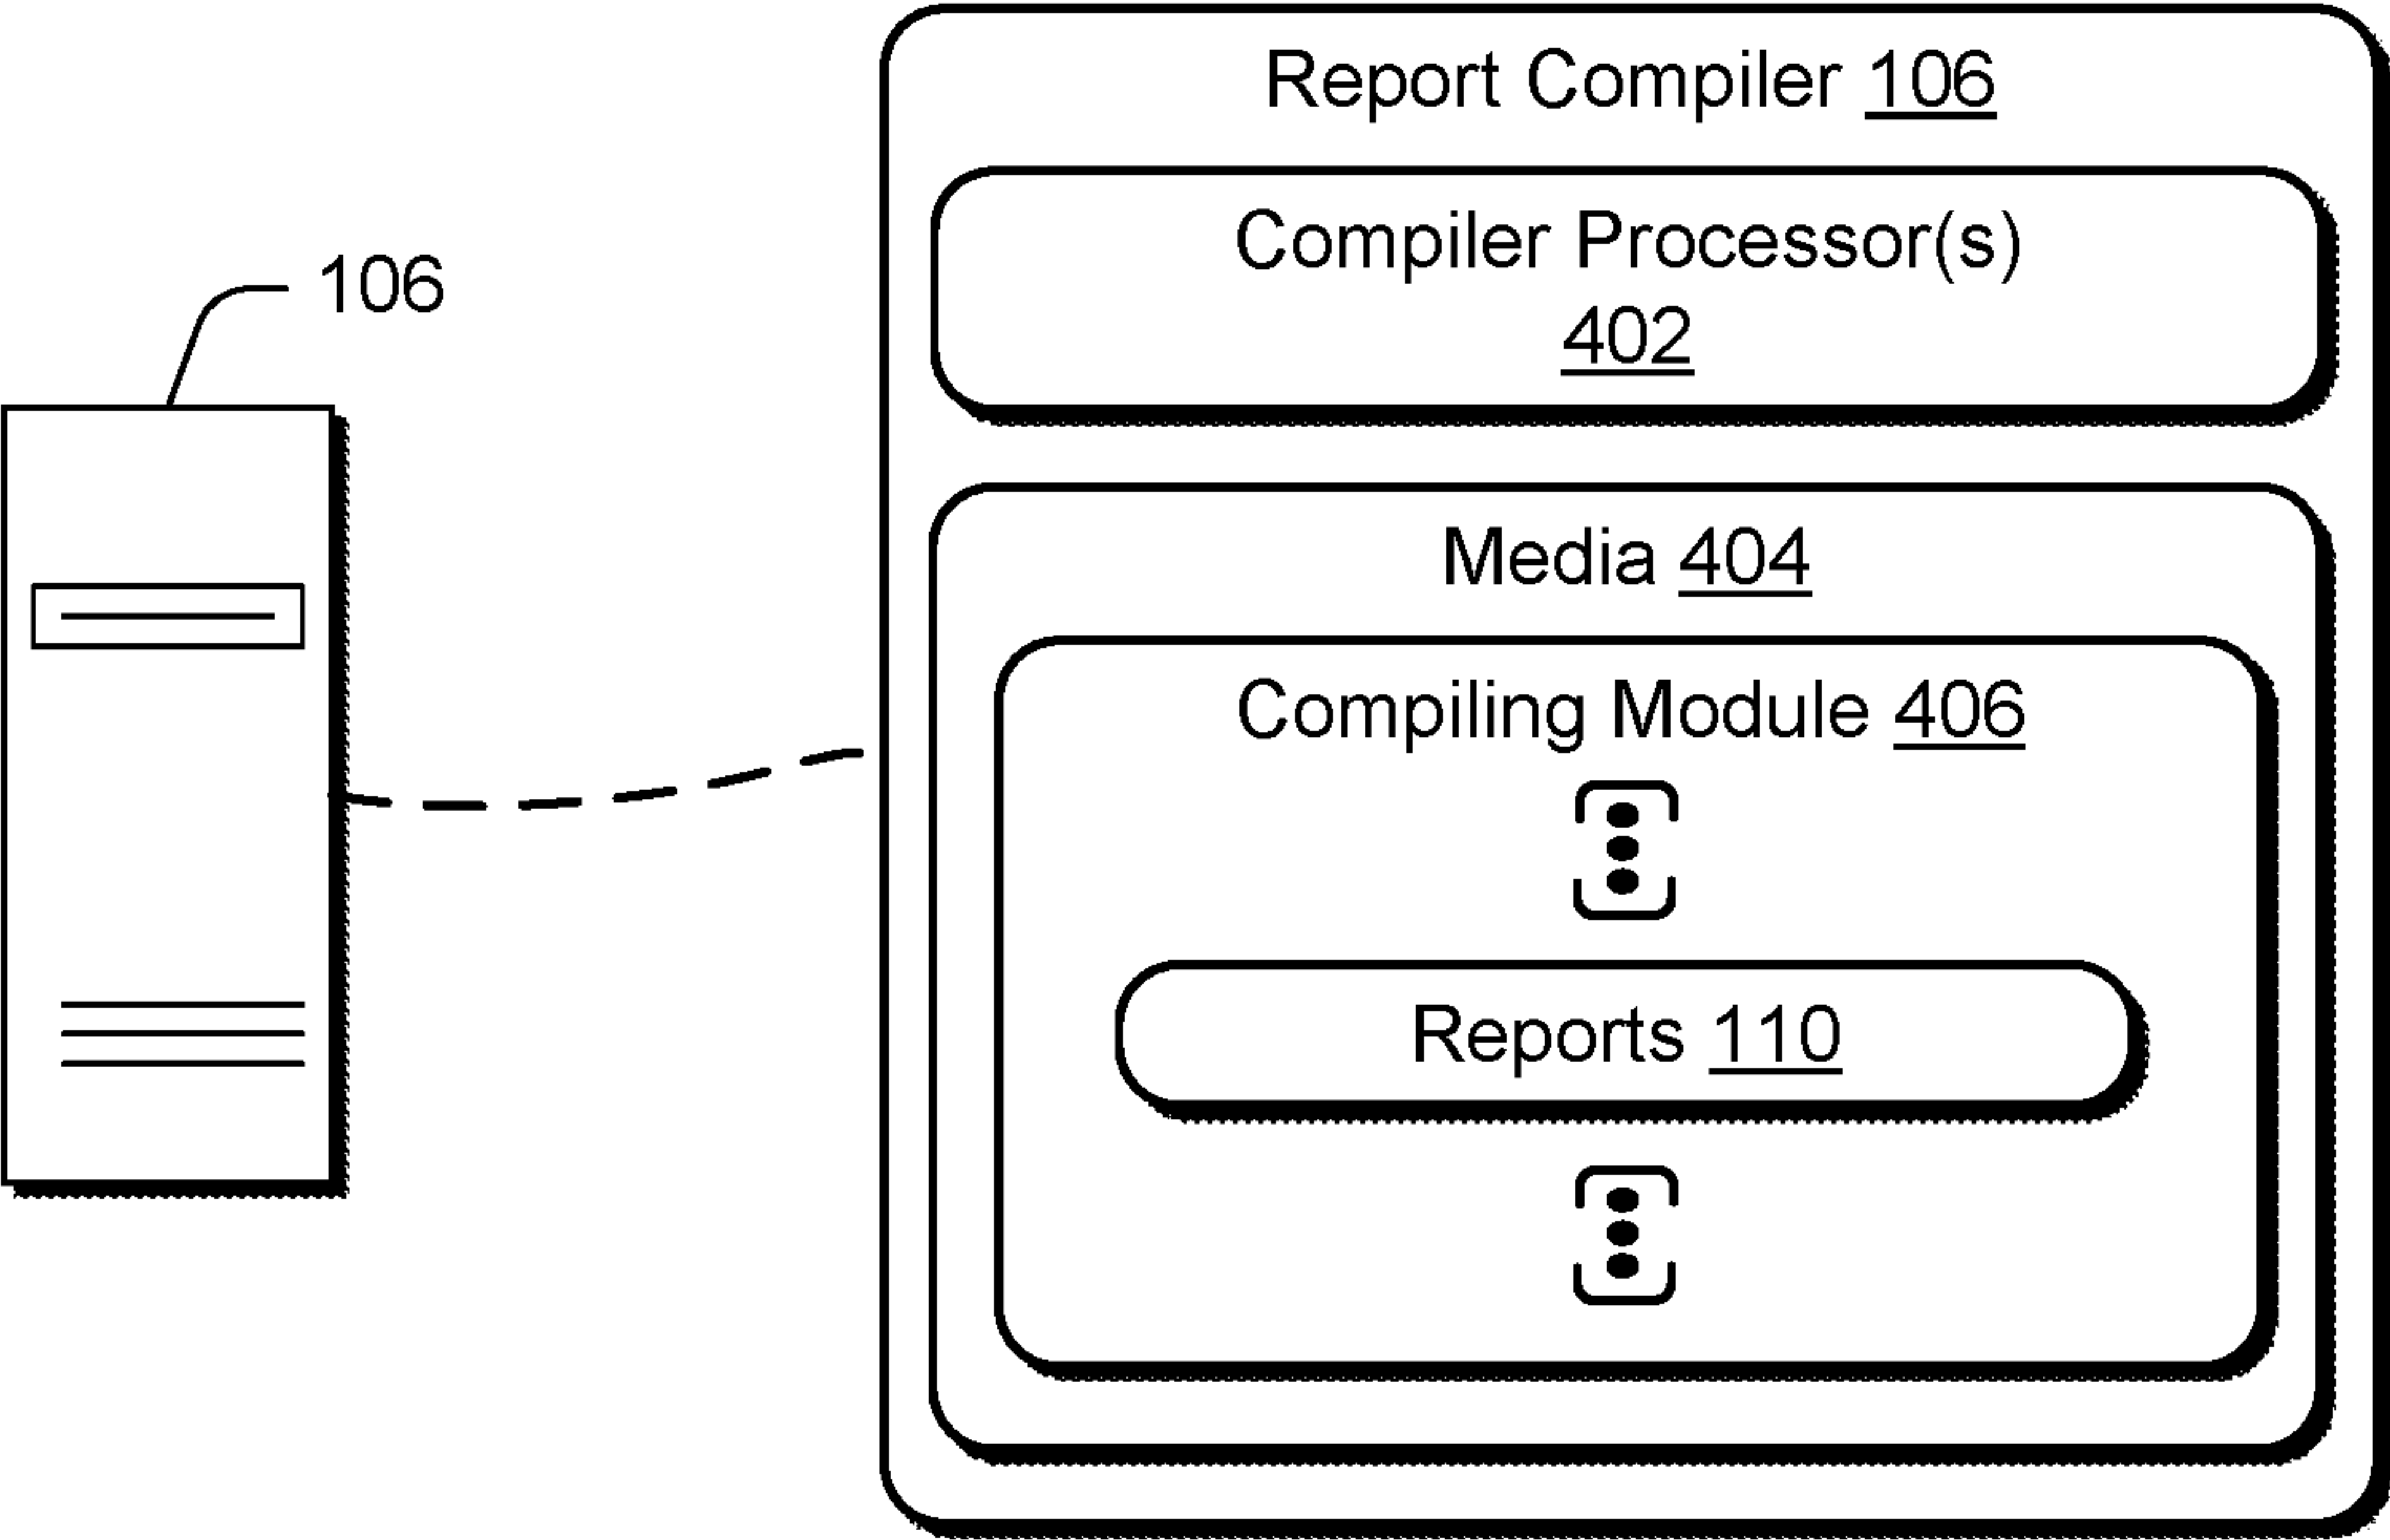 Report Compiler 106
Compiler Processor(s)
402
106
Media 404
Compiling Module 406
Reports 110